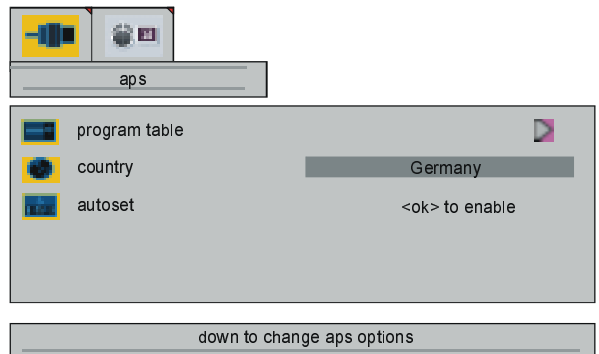 aps
program table
country Germany
autoset <ok> to enable
down to change aps options